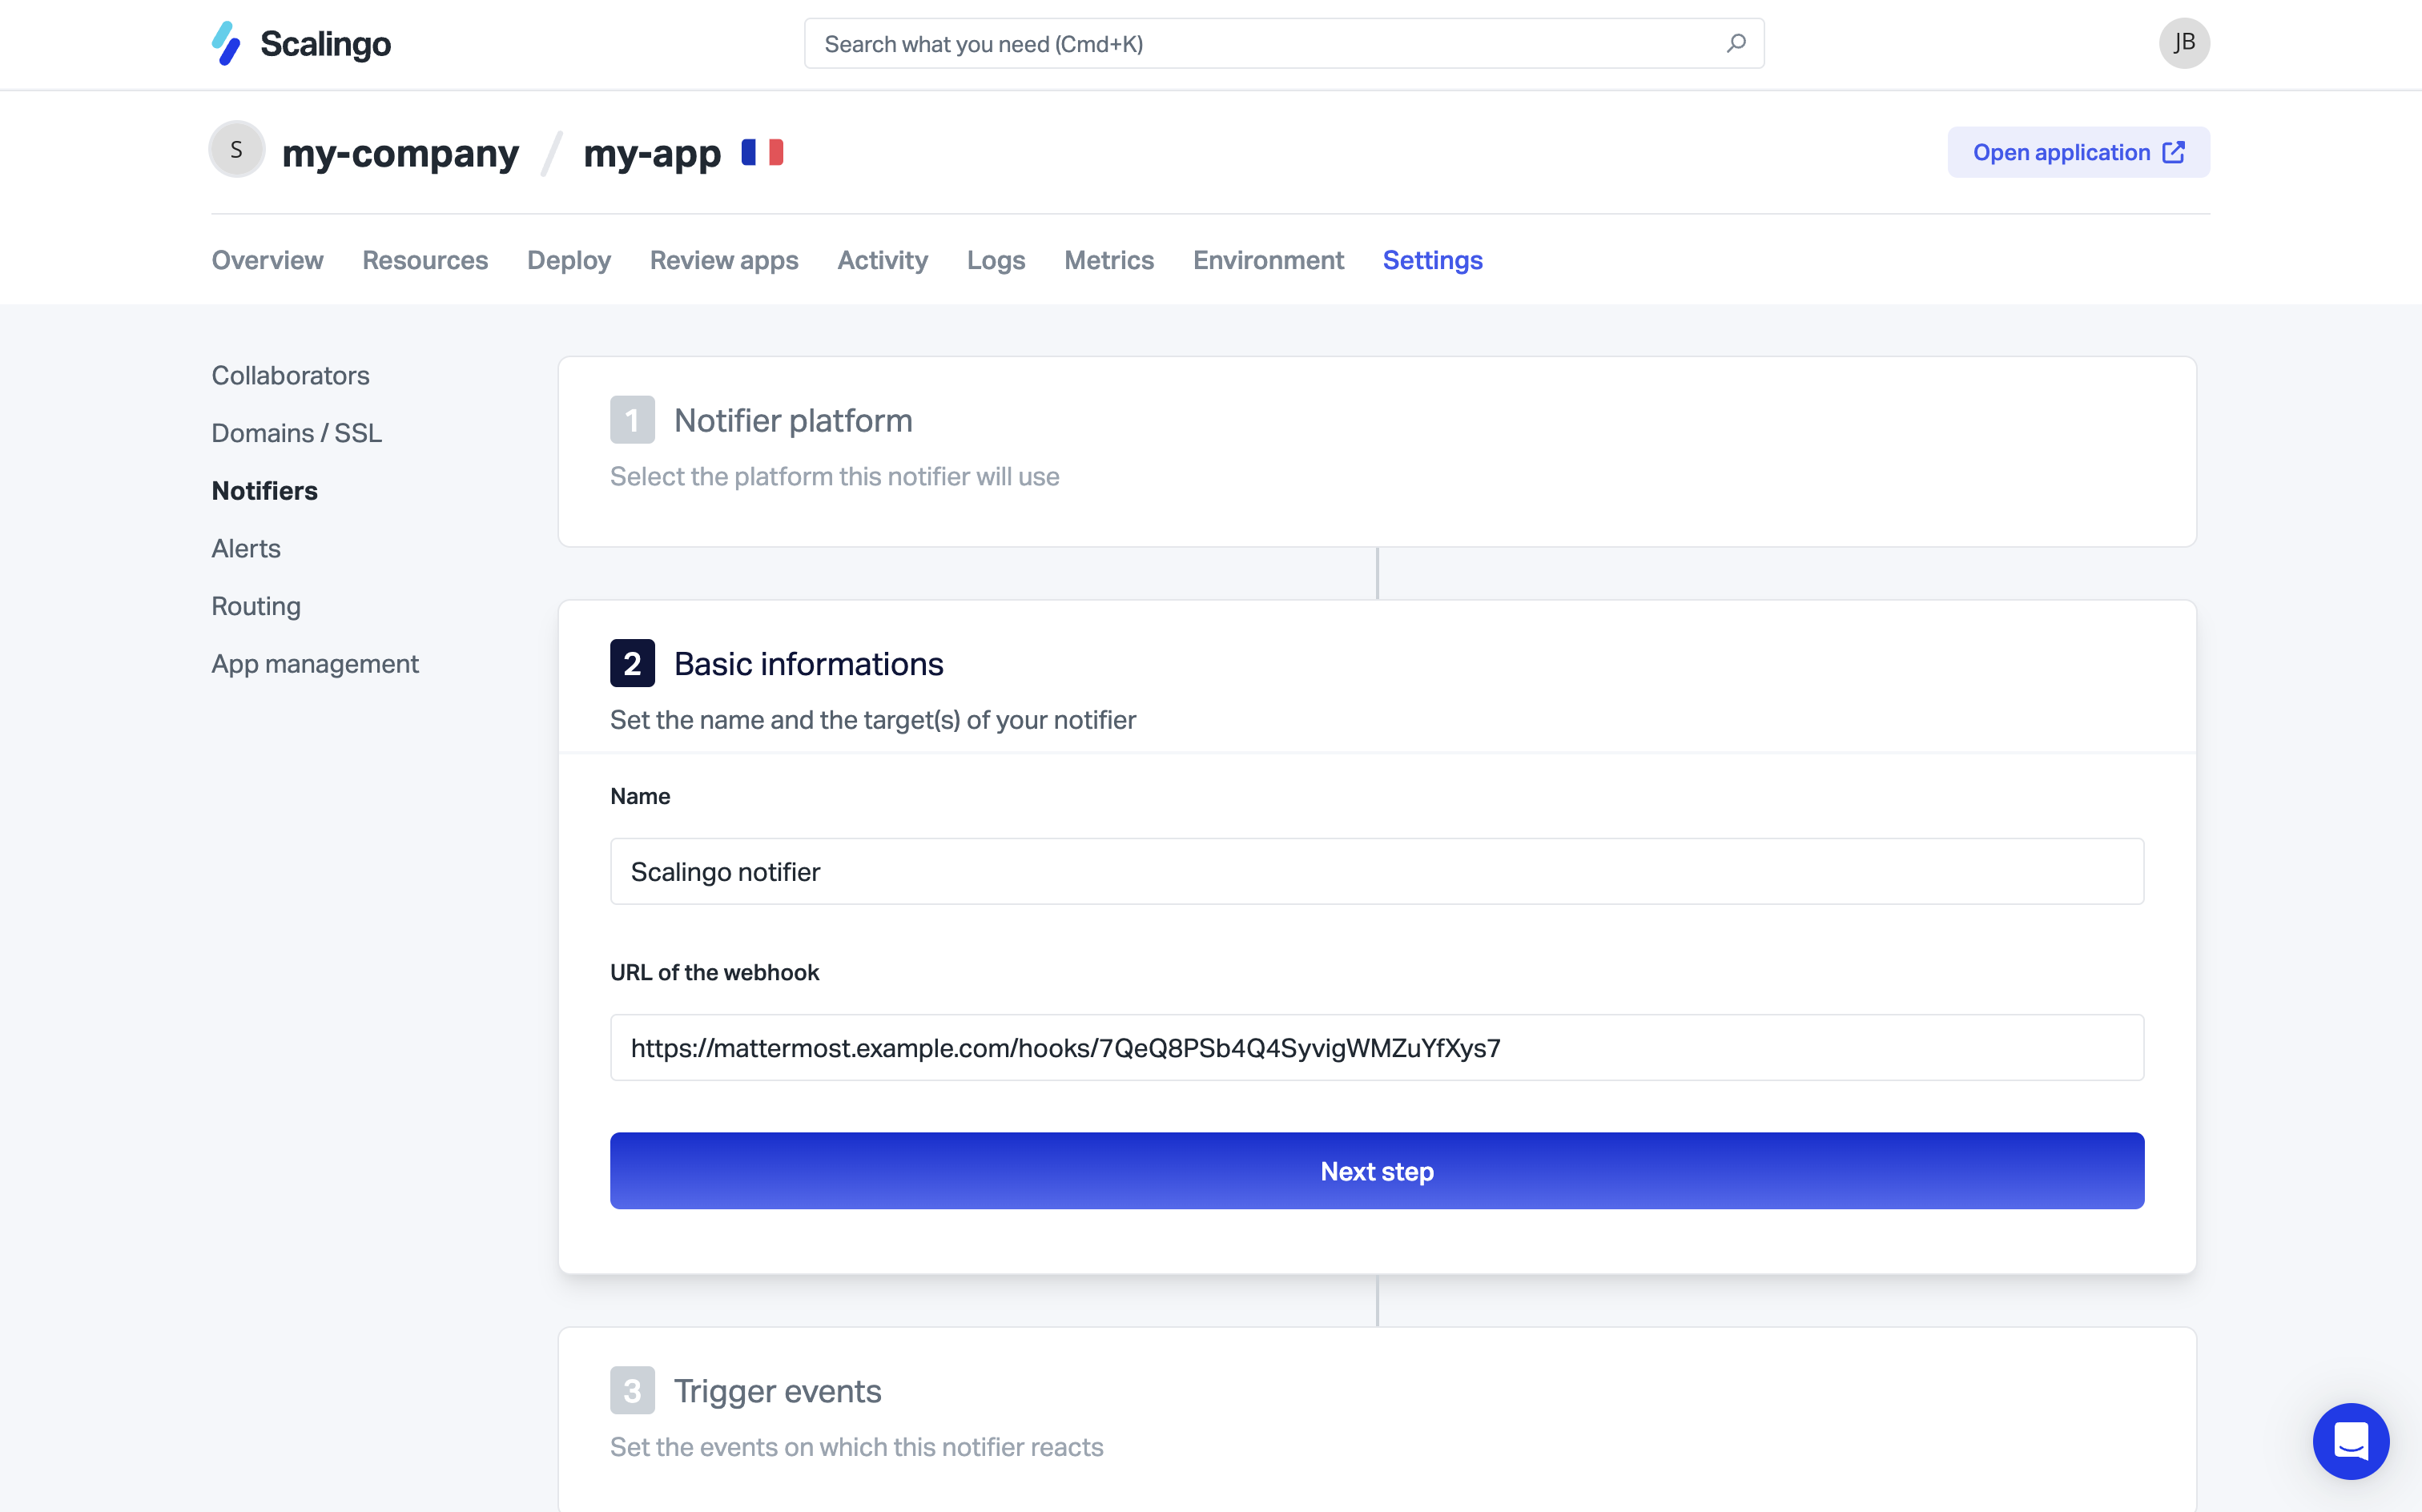 Scalingo
Search what you need (Cmd+K)
JB
S
my-company / my-app
Open application
Overview Resources Deploy Review apps Activity Logs Metrics Environment Settings
Collaborators
Domains / SSL
Notifiers
Alerts
Routing
App management
1 Notifier platform
Select the platform this notifier will use
2 Basic informations
Set the name and the target(s) of your notifier
Name
Scalingo notifier
URL of the webhook
https://mattermost.example.com/hooks/7QeQ8PSb4Q4SyvigWMZuYfXys7
Next step
3 Trigger events
Set the events on which this notifier reacts